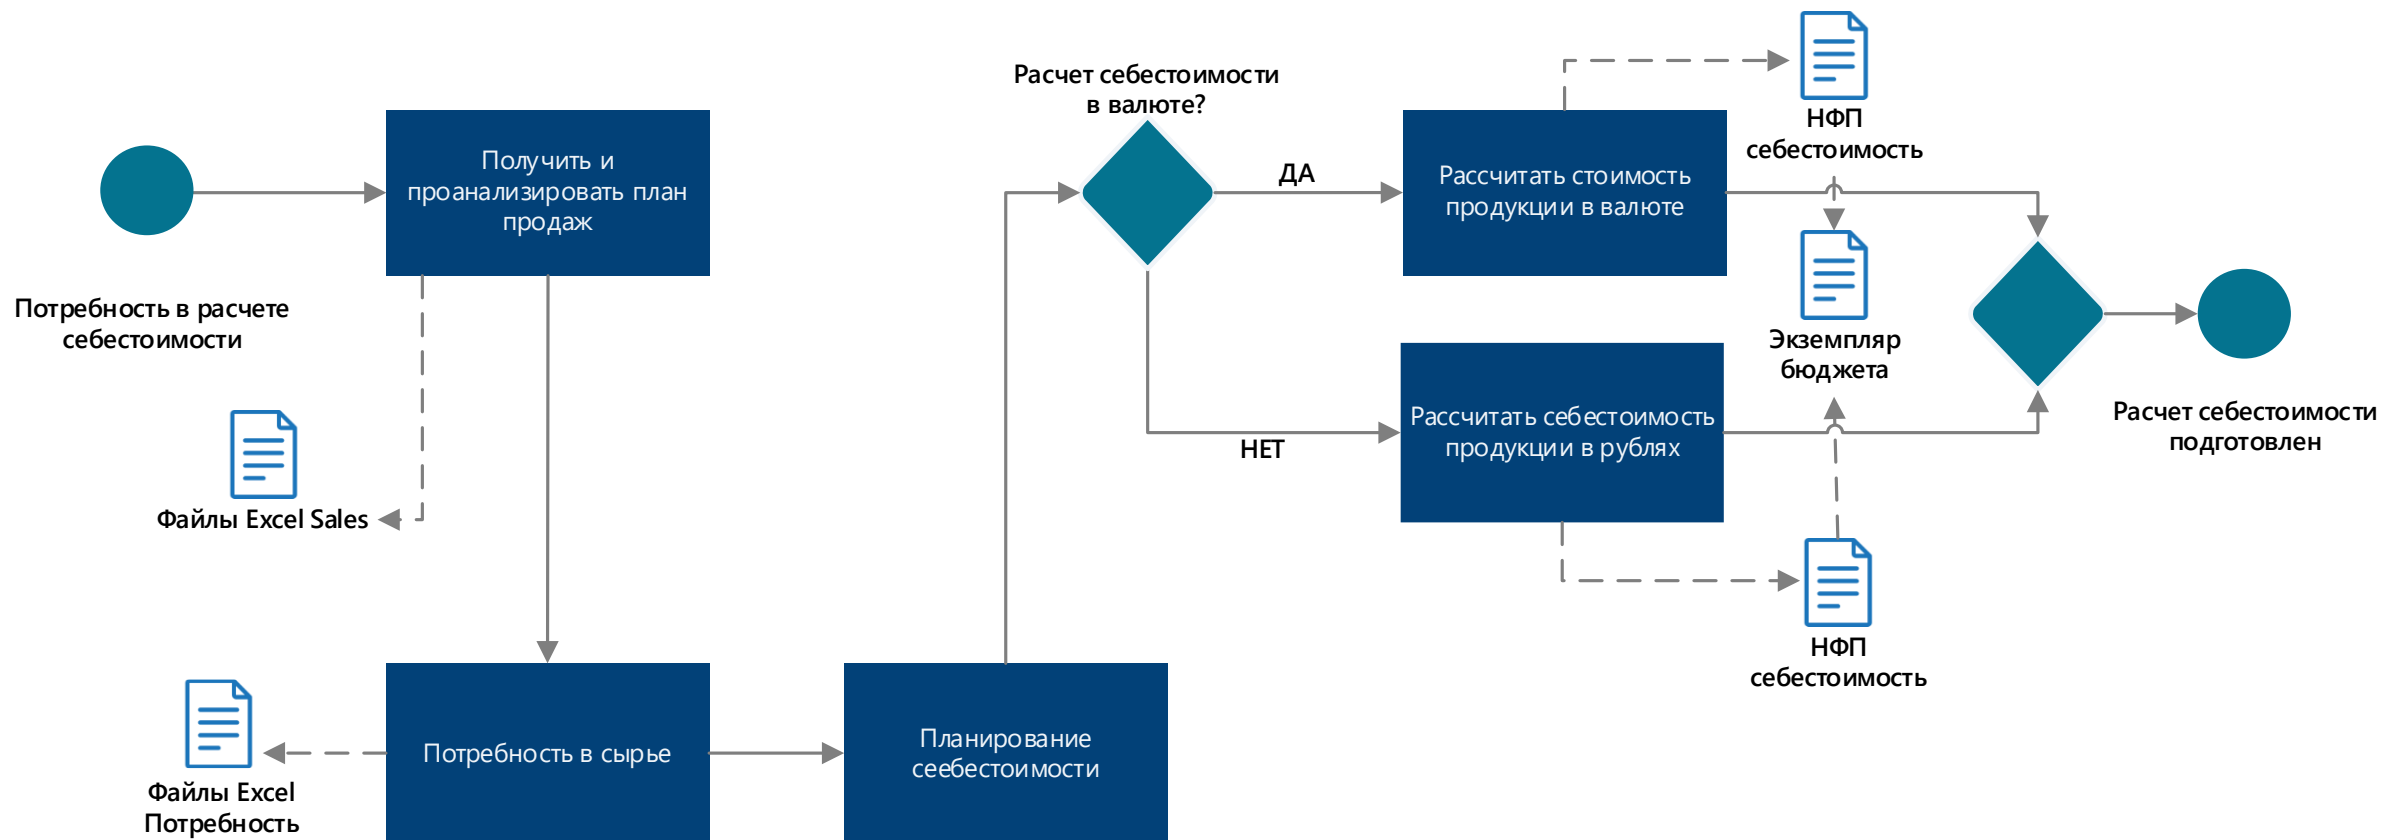 Потребность в расчете
себестоимости
Получить и
проанализировать план
продаж
Файлы Excel Sales
Файлы Excel
Потребность
Потребность в сырье
Планирование
сеебестоимости
Расчет себестоимости
в валюте?
ДА
НЕТ
Рассчитать стоимость
продукции в валюте
Рассчитать себестоимость
продукции в рублях
НФП
себестоимость
Экземпляр
бюджета
НФП
себестоимость
Расчет себестоимости
подготовлен